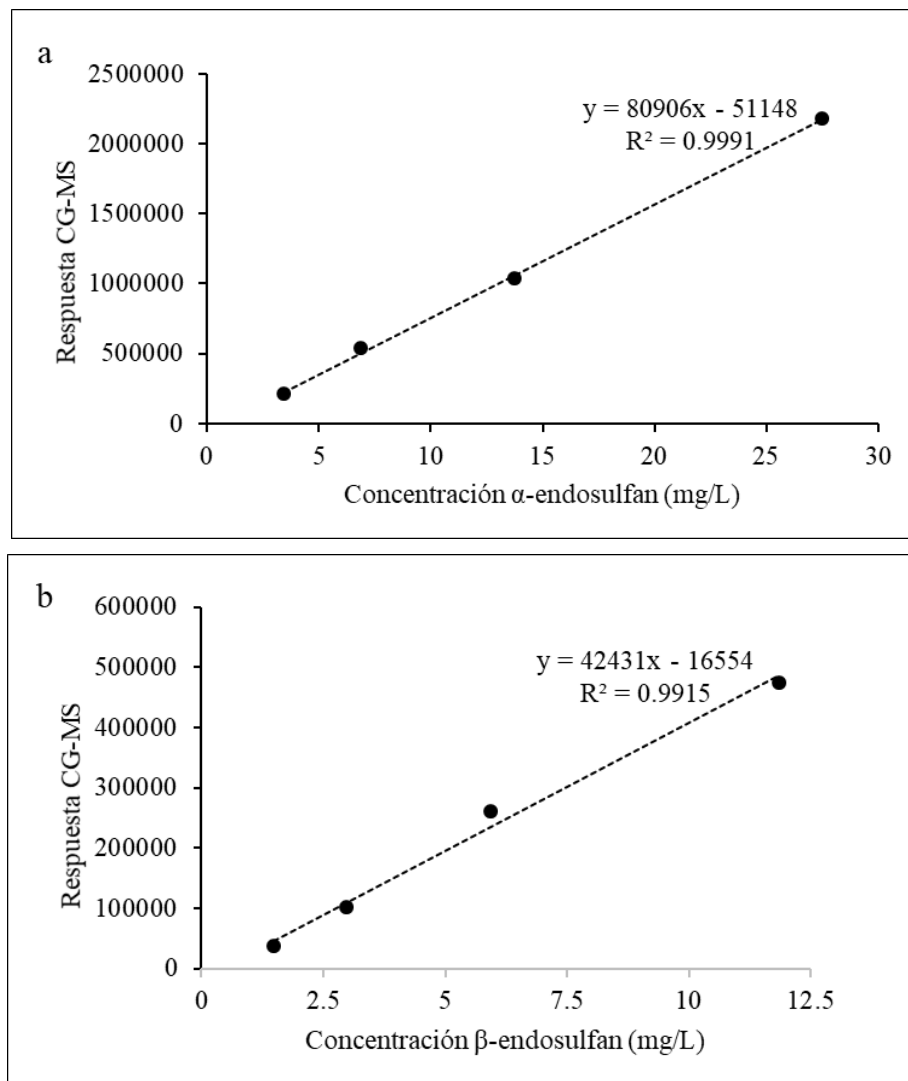 a
2500000
y = 80906x - 51148
R² = 0.9991
2000000
1500000
1000000
500000
0
Respuesta CG-MS
0 5 10 15 20 25 30
Concentración α-endosulfan (mg/L)
b
600000
y = 42431x - 16554
R² = 0.9915
500000
400000
300000
200000
100000
0
Respuesta CG-MS
0 2.5 5 7.5 10 12.5
Concentración β-endosulfan (mg/L)